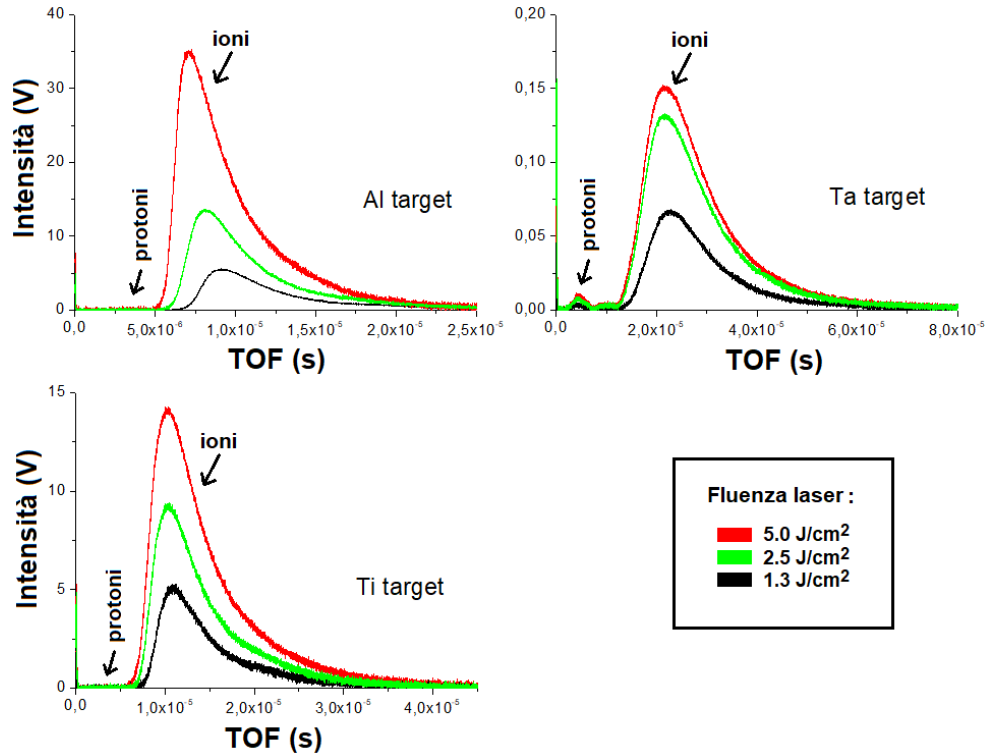 40
30
20
10
0
Intensità (V)
ioni
protoni
Al target
0,0
5,0x10⁻⁶
1,0x10⁻⁵
1,5x10⁻⁵
2,0x10⁻⁵
2,5x10⁻⁵
TOF (s)
0,20
0,15
0,10
0,05
0,00
ioni
protoni
Ta target
0,0
2,0x10⁻⁵
4,0x10⁻⁵
6,0x10⁻⁵
8,0x10⁻⁵
TOF (s)
15
10
5
0
Intensità (V)
ioni
protoni
Ti target
0,0
1,0x10⁻⁵
2,0x10⁻⁵
3,0x10⁻⁵
4,0x10⁻⁵
TOF (s)
Fluenza laser :
5.0 J/cm²
2.5 J/cm²
1.3 J/cm²